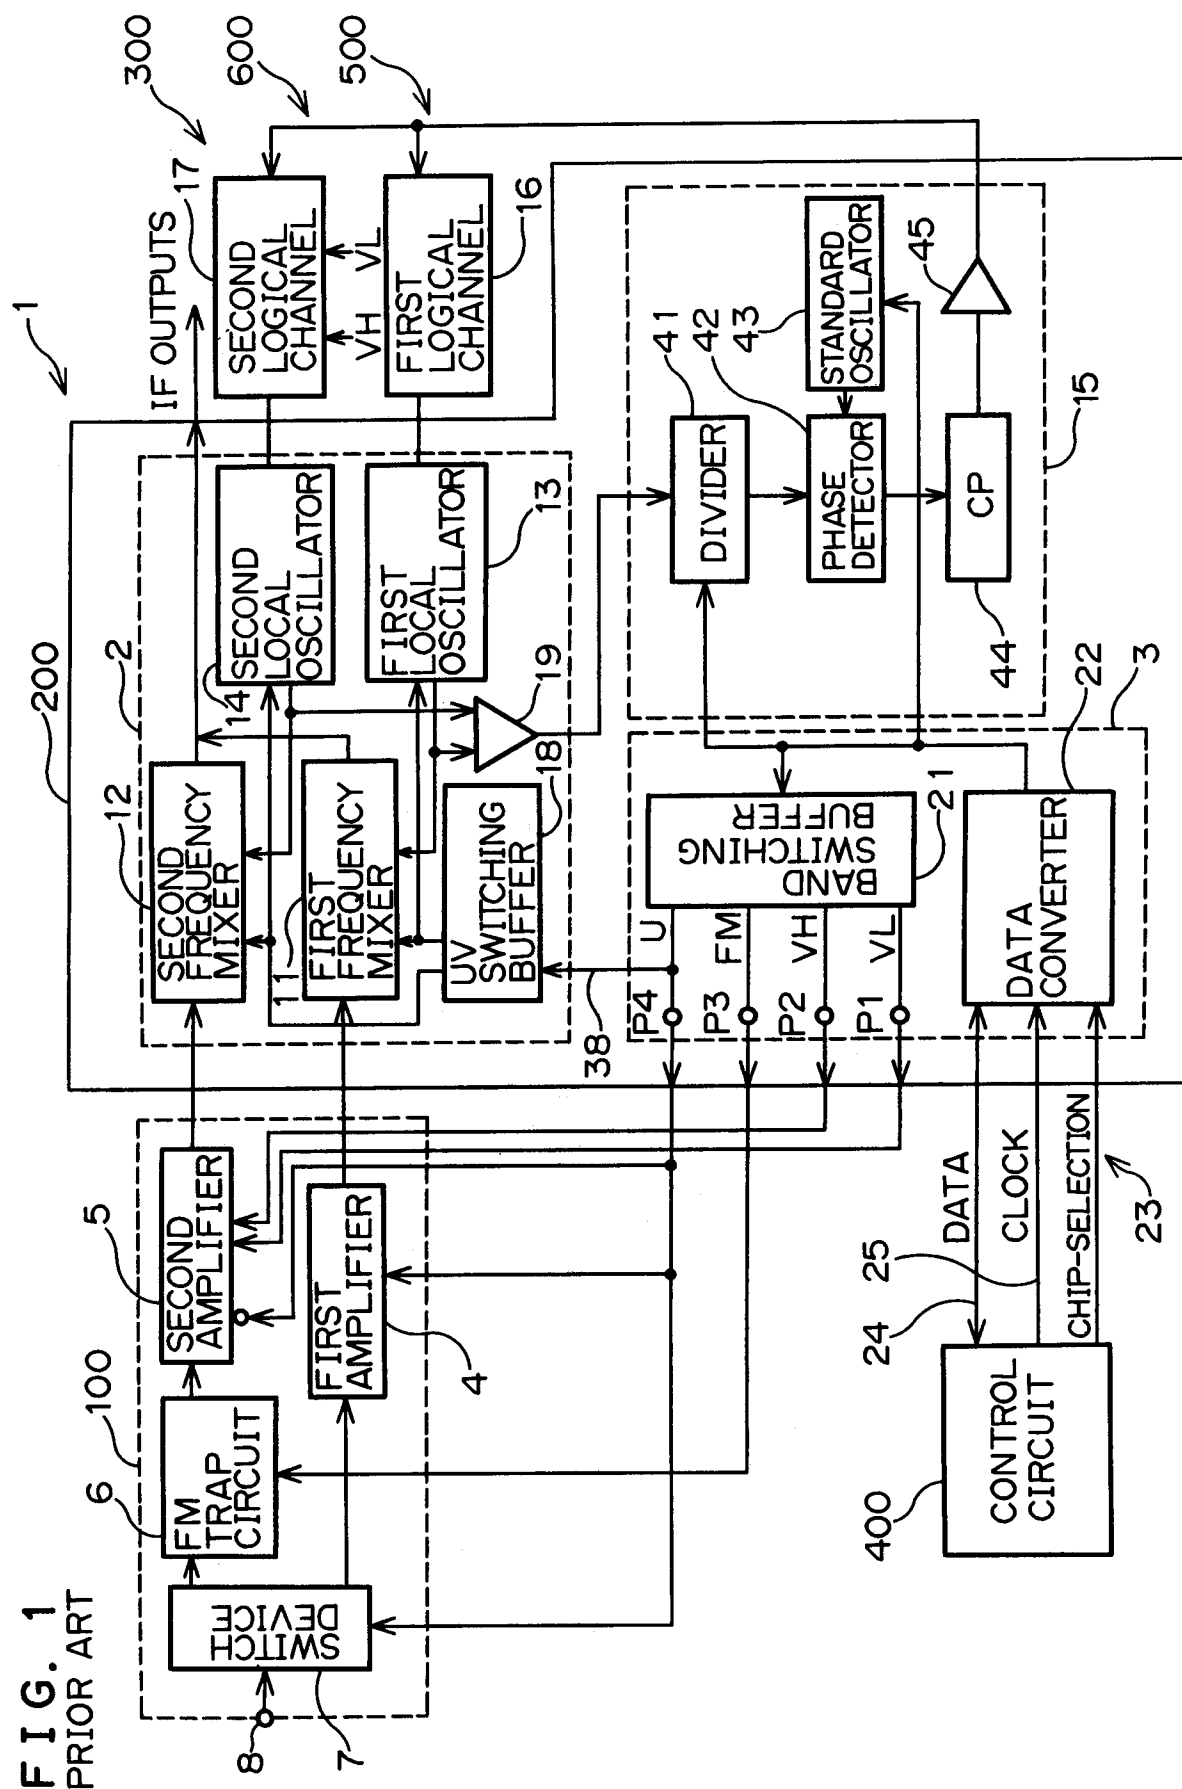 FIG. 1
PRIOR ART
1
200
300
600
500
100
6
5
12
2
14
17
IF OUTPUTS
FM
TRAP
CIRCUIT
SECOND
AMPLIFIER
SECOND
FREQUENCY
MIXER
SECOND
LOCAL
OSCILLATOR
SECOND
LOGICAL
CHANNEL
VH
VL
8
SWITCH
DEVICE
7
FIRST
AMPLIFIER
4
11
FIRST
FREQUENCY
MIXER
FIRST
LOCAL
OSCILLATOR
13
FIRST
LOGICAL
CHANNEL
16
UV
SWITCHING
BUFFER
18
19
38
P4
U
P3
FM
P2
VH
P1
VL
BAND
SWITCHING
BUFFER
21
DIVIDER
41
PHASE
DETECTOR
42
STANDARD
OSCILLATOR
43
CP
44
45
15
400
CONTROL
CIRCUIT
24
DATA
25
CLOCK
CHIP-SELECTION
23
DATA
CONVERTER
22
3